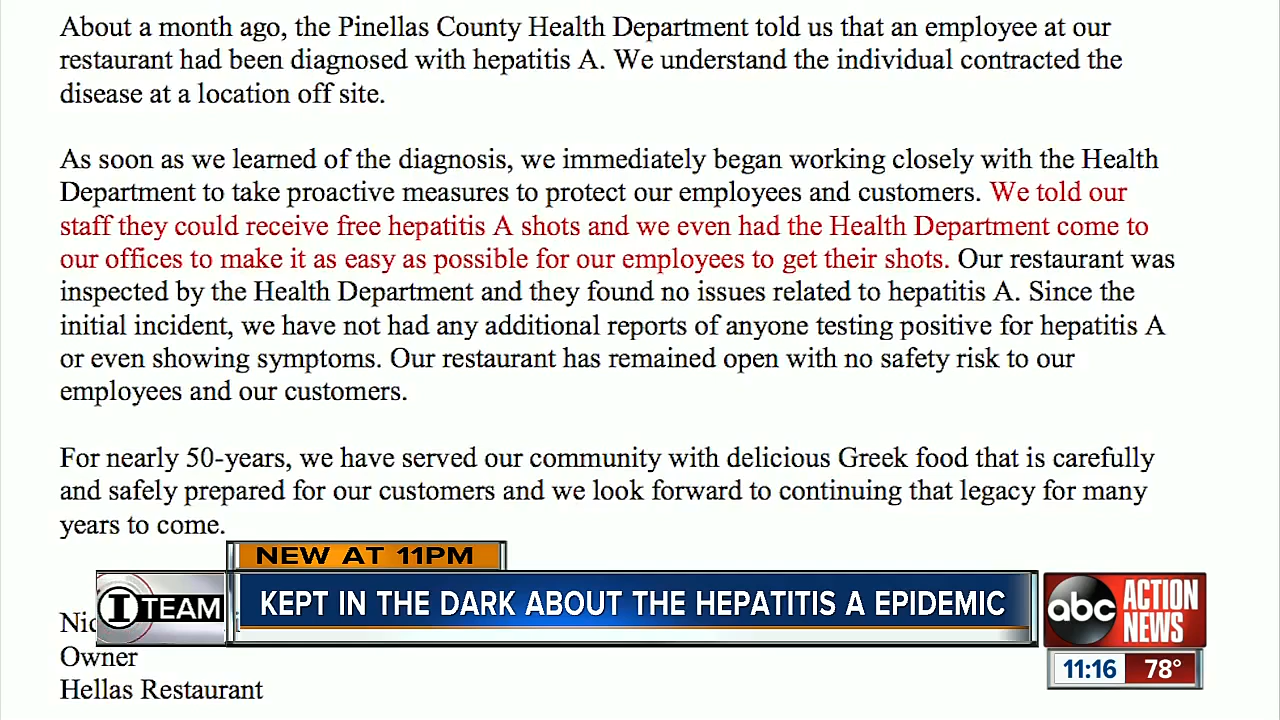 About a month ago, the Pinellas County Health Department told us that an employee at our
restaurant had been diagnosed with hepatitis A. We understand the individual contracted the
disease at a location off site.
As soon as we learned of the diagnosis, we immediately began working closely with the Health
Department to take proactive measures to protect our employees and customers. We told our
staff they could receive free hepatitis A shots and we even had the Health Department come to
our offices to make it as easy as possible for our employees to get their shots. Our restaurant was
inspected by the Health Department and they found no issues related to hepatitis A. Since the
initial incident, we have not had any additional reports of anyone testing positive for hepatitis A
or even showing symptoms. Our restaurant has remained open with no safety risk to our
employees and our customers.
For nearly 50-years, we have served our community with delicious Greek food that is carefully
and safely prepared for our customers and we look forward to continuing that legacy for many
years to come.
NEW AT 11PM
I TEAM
KEPT IN THE DARK ABOUT THE HEPATITIS A EPIDEMIC
abc ACTION NEWS
11:16 78°
Owner
Hellas Restaurant